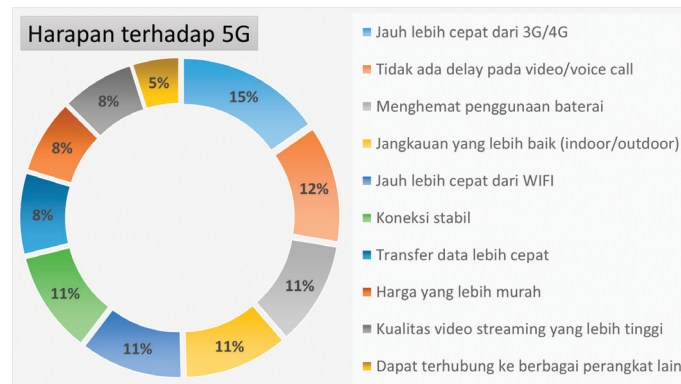 Harapan terhadap 5G
5%
15%
8%
8%
12%
8%
11%
11%
11%
11%
Jauh lebih cepat dari 3G/4G
Tidak ada delay pada video/voice call
Menghemat penggunaan baterai
Jangkauan yang lebih baik (indoor/outdoor)
Jauh lebih cepat dari WIFI
Koneksi stabil
Transfer data lebih cepat
Harga yang lebih murah
Kualitas video streaming yang lebih tinggi
Dapat terhubung ke berbagai perangkat lain